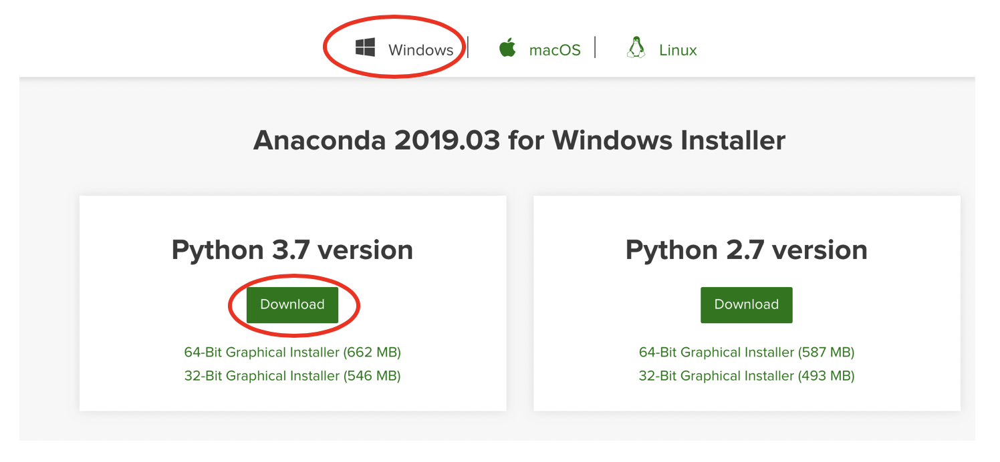 Windows | macOS | Linux
Anaconda 2019.03 for Windows Installer
Python 3.7 version
Download
64-Bit Graphical Installer (662 MB)
32-Bit Graphical Installer (546 MB)
Python 2.7 version
Download
64-Bit Graphical Installer (587 MB)
32-Bit Graphical Installer (493 MB)